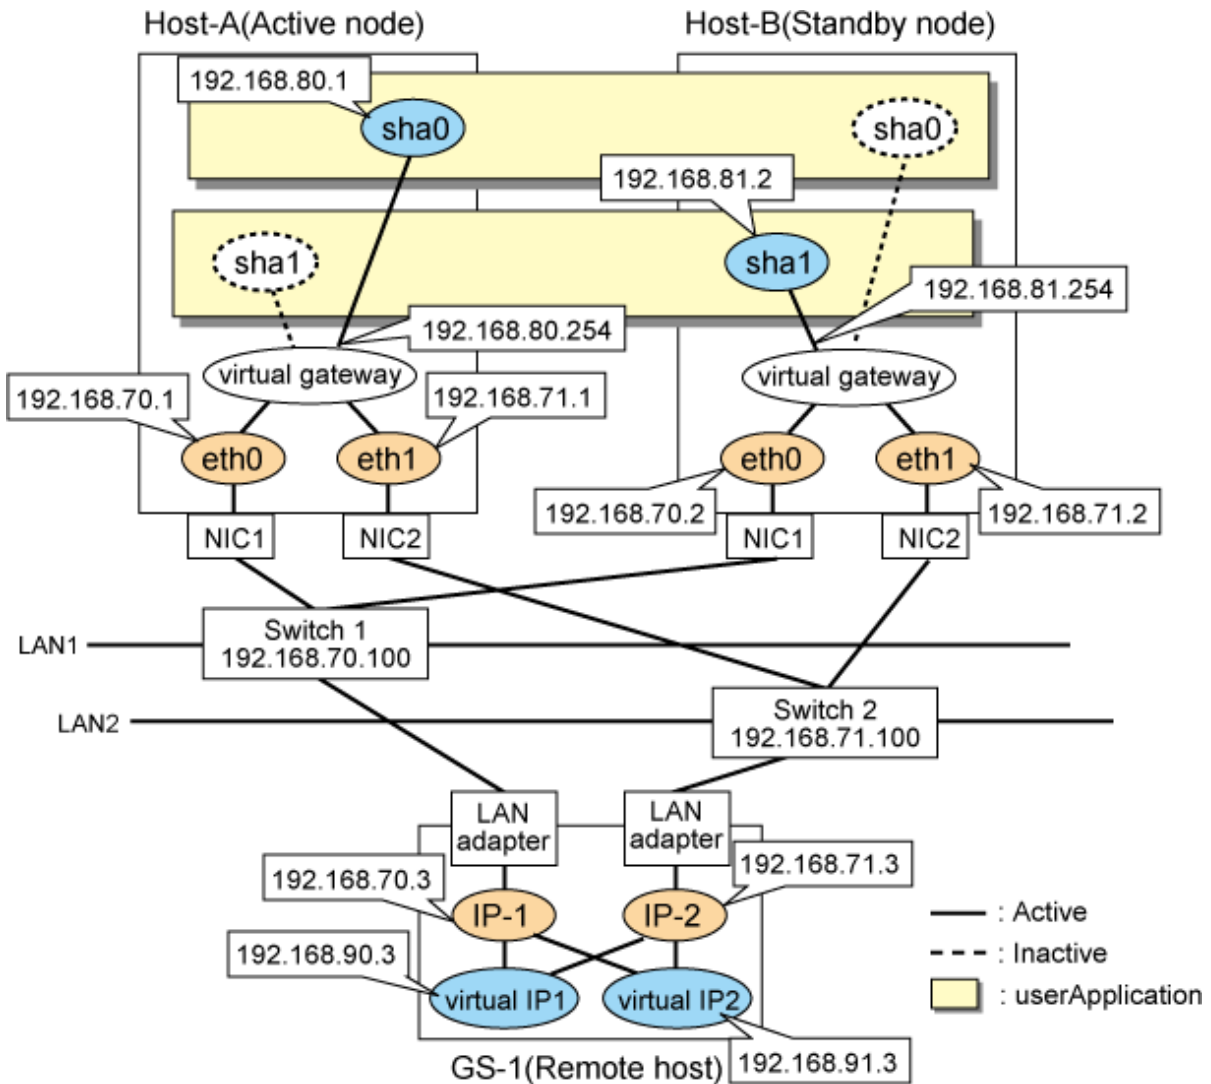 Host-A(Active node)
Host-B(Standby node)
192.168.80.1
sha0
sha0
192.168.81.2
sha1
sha1
192.168.81.254
192.168.80.254
virtual gateway
virtual gateway
192.168.70.1
192.168.71.1
eth0
eth1
eth0
eth1
192.168.70.2
192.168.71.2
NIC1
NIC2
NIC1
NIC2
LAN1
Switch 1
192.168.70.100
LAN2
Switch 2
192.168.71.100
LAN
adapter
LAN
adapter
192.168.70.3
192.168.71.3
IP-1
IP-2
192.168.90.3
virtual IP1
virtual IP2
192.168.91.3
GS-1(Remote host)
: Active
: Inactive
: userApplication